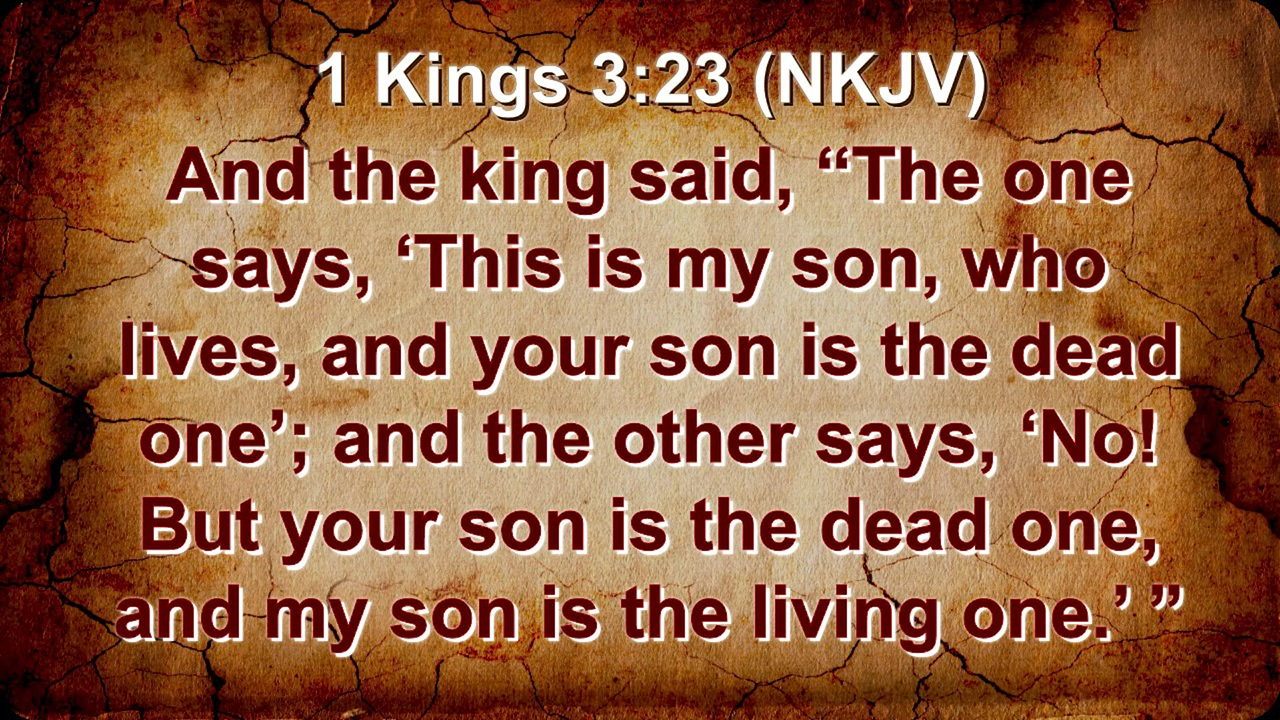 1 Kings 3:23 (NKJV)
And the king said, “The one
says, ‘This is my son, who
lives, and your son is the dead
one’; and the other says, ‘No!
But your son is the dead one,
and my son is the living one.’ ”